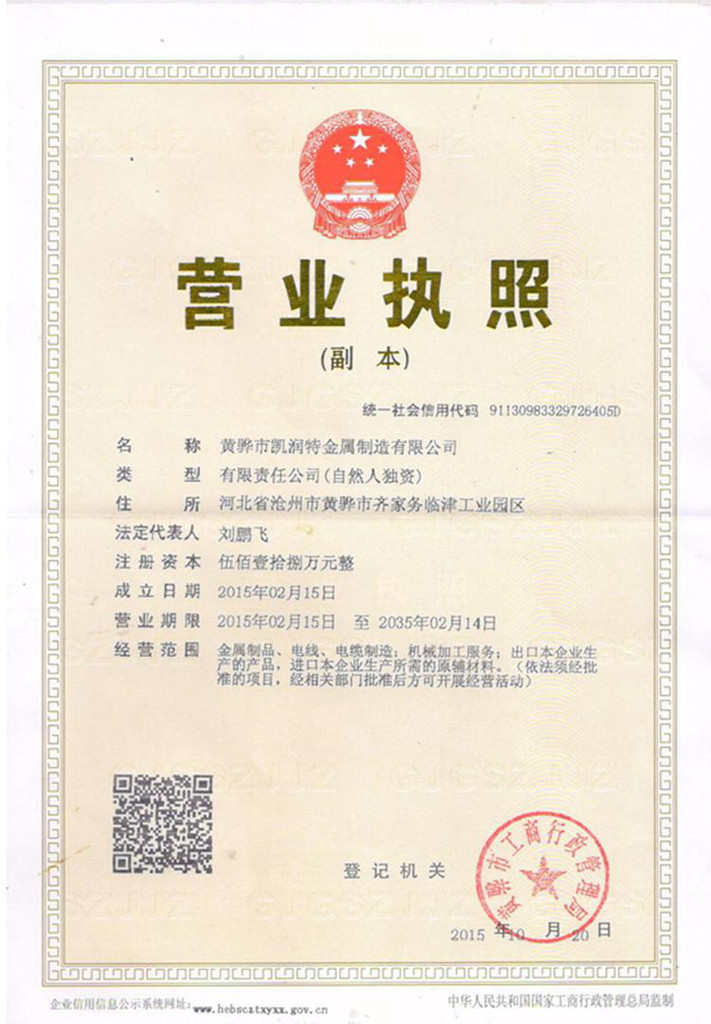 营业执照
(副 本)
统一社会信用代码 91130983329726405D
名 称 黄骅市凯润特金属制造有限公司
类 型 有限责任公司(自然人独资)
住 所 河北省沧州市黄骅市齐家务临津工业园区
法定代表人 刘鹏飞
注册资本 伍佰壹拾捌万元整
成立日期 2015年02月15日
营业期限 2015年02月15日 至 2035年02月14日
经营范围 金属制品、电线、电缆制造；机械加工服务；出口本企业生
产的产品，进口本企业生产所需的原辅材料。（依法须经批
准的项目，经相关部门批准后方可开展经营活动）
黄骅市工商行政管理局
登记机关
2015 年10 月 20 日
企业信用信息公示系统网址: www.hebscztxyxx.gov.cn
中华人民共和国国家工商行政管理总局监制